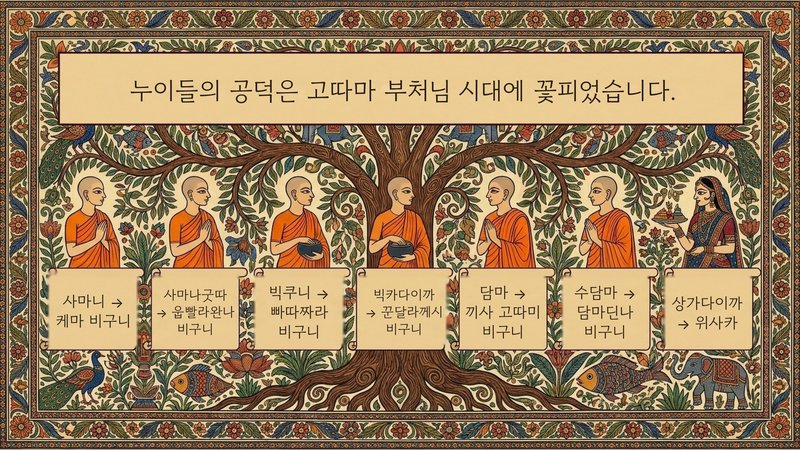 누이들의 공덕은 고따마 부처님 시대에 꽃피었습니다.
사마니 →
케마 비구니
사마나굿따
→ 웁빨라완나
비구니
빅쿠니 →
빠따짜라
비구니
빅카다이까
→ 꾼달라께시
비구니
담마 →
끼사 고따미
비구니
수담마 →
담마딘나
비구니
상가다이까
→ 위사카